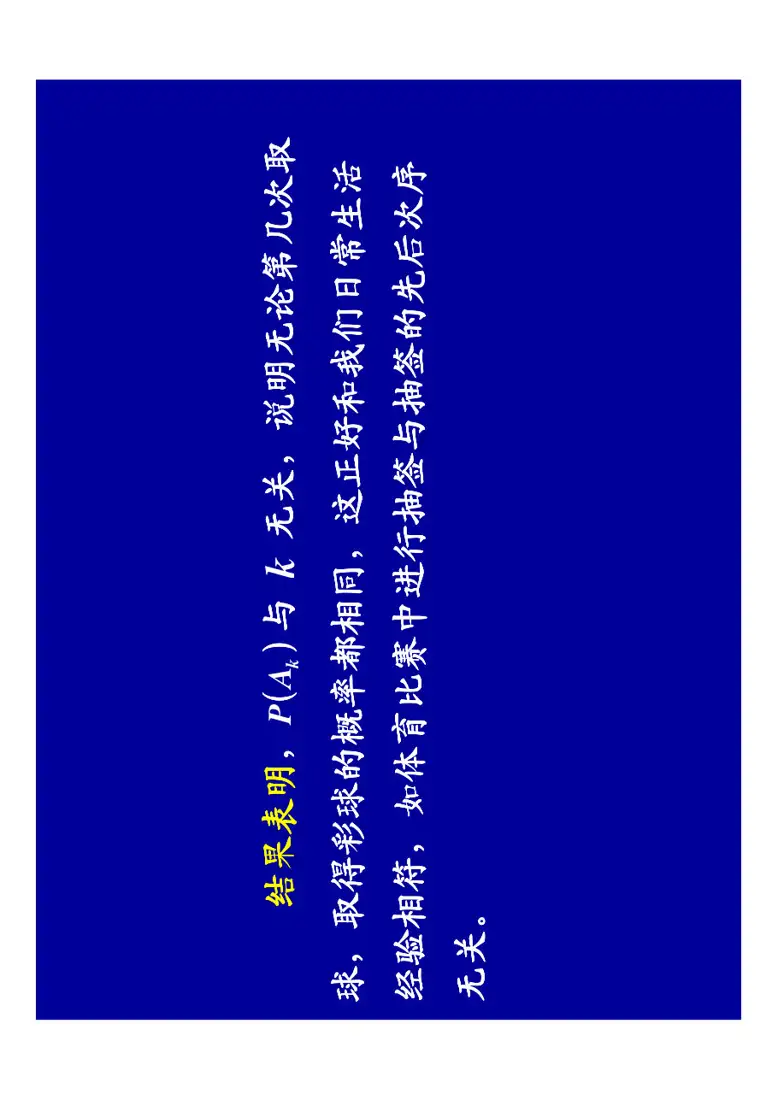 结果表明，P(Aₖ)与 k 无关，说明无论第几次取
球，取得彩球的概率都相同，这正好和我们日常生活
经验相符，如体育比赛中进行抽签与抽签的先后次序
无关。